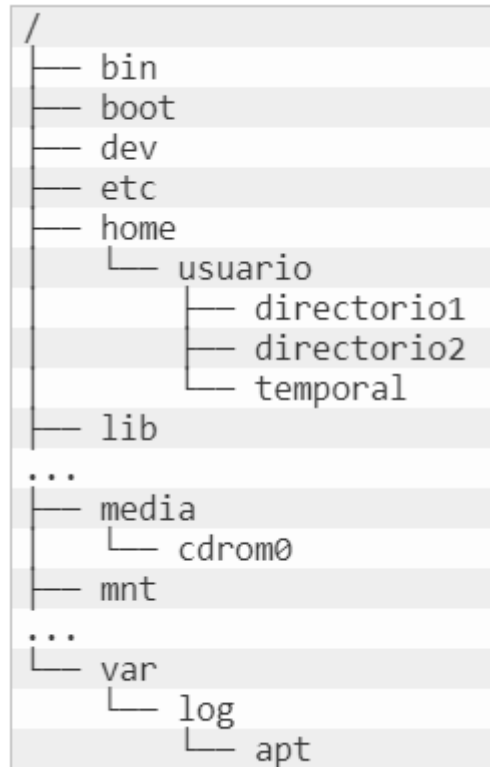 /
├── bin
├── boot
├── dev
├── etc
├── home
│   └── usuario
│       ├── directorio1
│       ├── directorio2
│       └── temporal
├── lib
...
├── media
│   └── cdrom0
├── mnt
...
└── var
    └── log
        └── apt